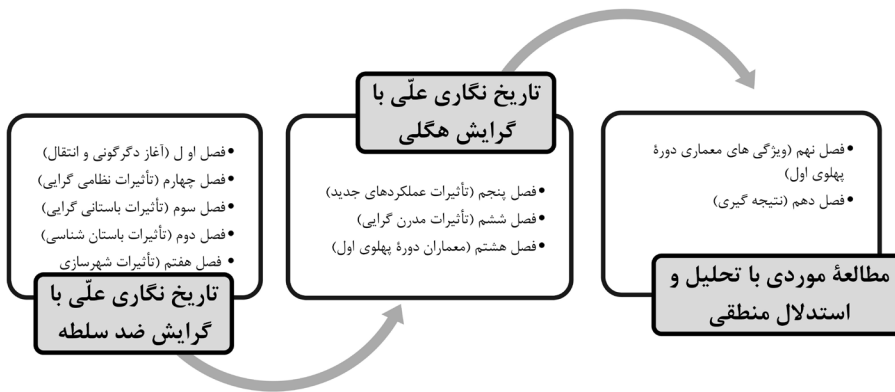 فصل او ل (آغاز دگرگونی و انتقال)
فصل چهارم (تأثیرات نظامی گرایی)
فصل سوم (تأثیرات باستانی گرایی)
فصل دوم (تأثیرات باستان شناسی)
فصل هفتم (تأثیرات شهرسازی
تاریخ نگاری علّی با
گرایش ضد سلطه
تاریخ نگاری علّی با
گرایش هگلی
فصل پنجم (تأثیرات عملکردهای جدید)
فصل ششم (تأثیرات مدرن گرایی)
فصل هشتم (معماران دورهٔ پهلوی اول)
فصل نهم (ویژگی های معماری دورهٔ
پهلوی اول)
فصل دهم (نتیجه گیری)
مطالعهٔ موردی با تحلیل و
استدلال منطقی